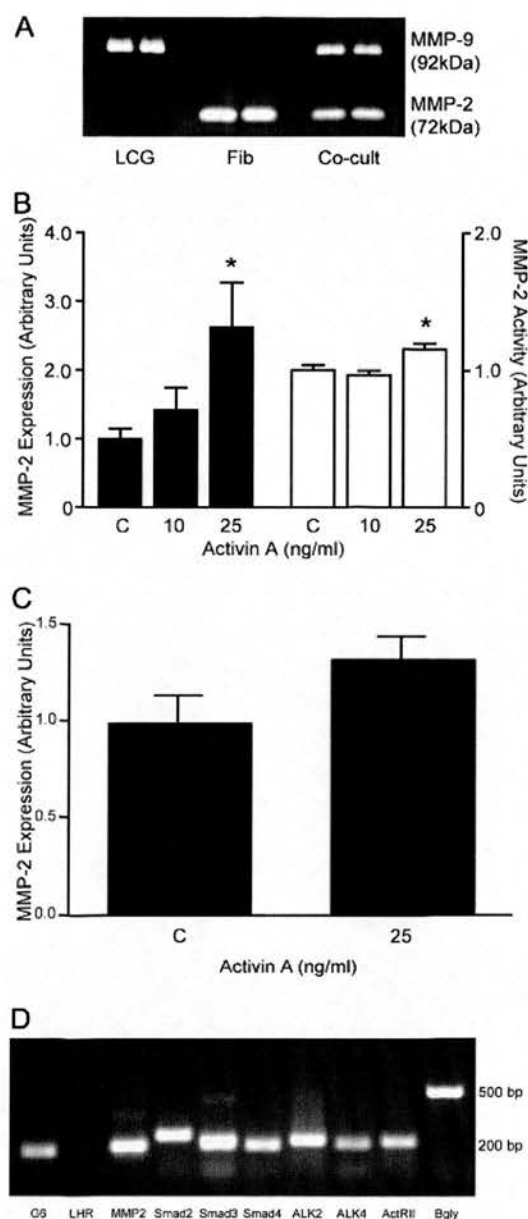 A
MMP-9
(92kDa)
MMP-2
(72kDa)
LCG Fib Co-cult
B
MMP-2 Expression (Arbitrary Units)
4.0
3.0
2.0
1.0
0
* *
2.0
1.0
0
MMP-2 Activity (Arbitrary Units)
C 10 25 C 10 25
Activin A (ng/ml)
C
MMP-2 Expression (Arbitrary Units)
1.5
1.0
0.5
0.0
C 25
Activin A (ng/ml)
D
500 bp
200 bp
G6 LHR MMP2 Smad2 Smad3 Smad4 ALK2 ALK4 ActRII Bgly